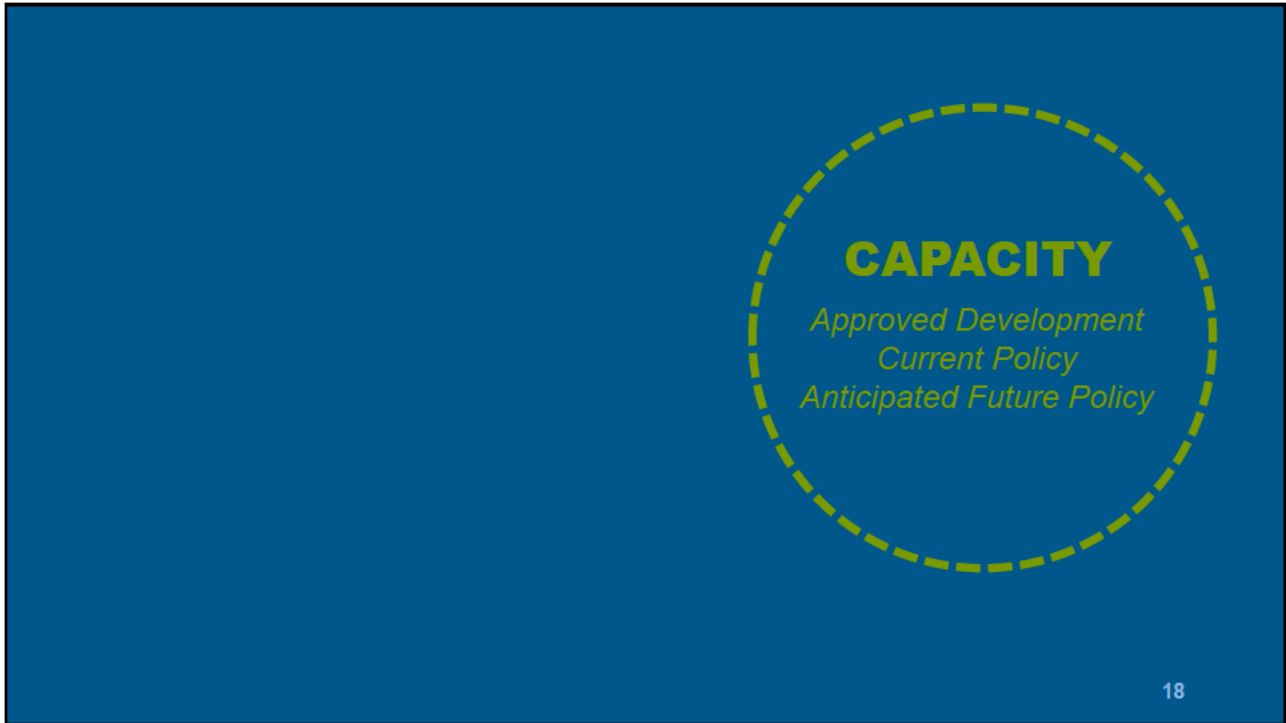 CAPACITY
Approved Development
Current Policy
Anticipated Future Policy
18